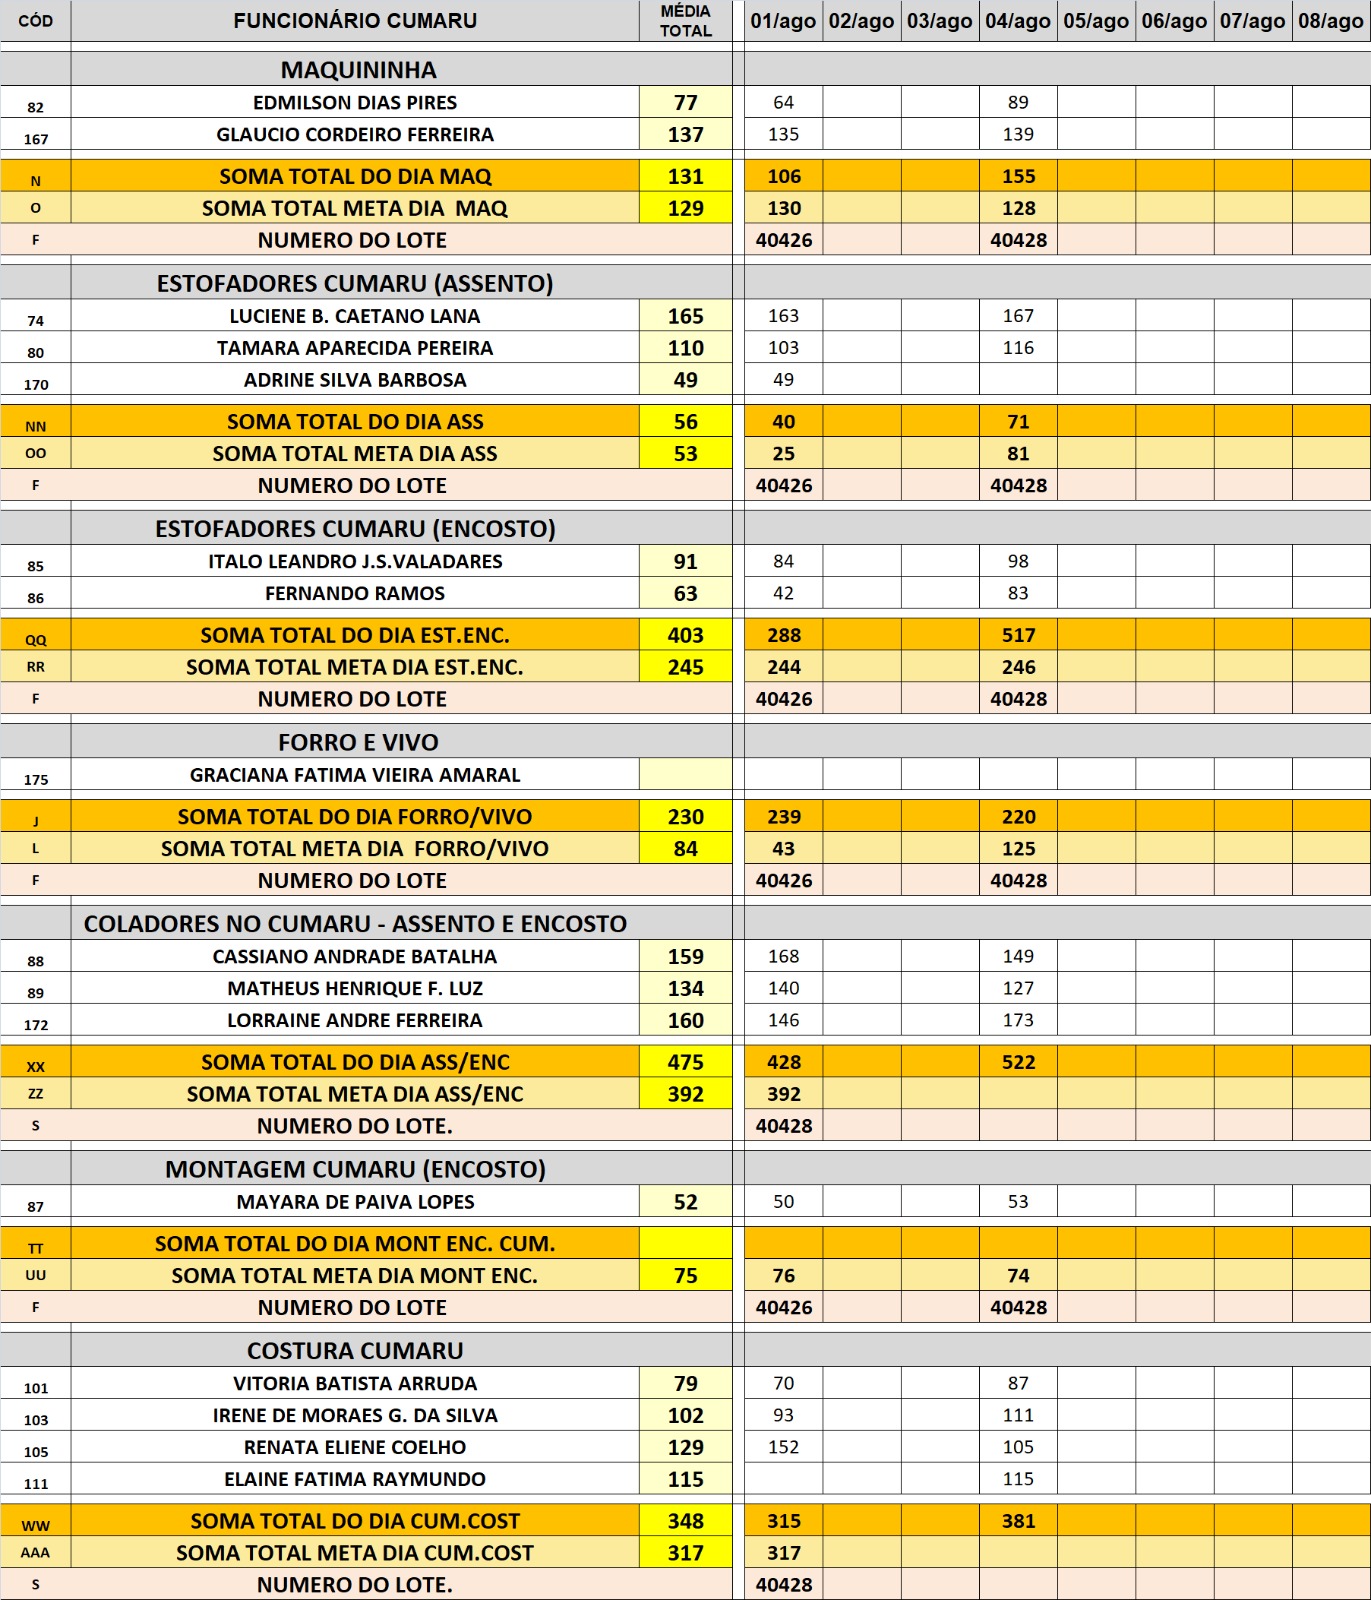 CÓD FUNCIONÁRIO CUMARU MÉDIA TOTAL 01/ago 02/ago 03/ago 04/ago 05/ago 06/ago 07/ago 08/ago
MAQUININHA
82 EDMILSON DIAS PIRES 77 64 89
167 GLAUCIO CORDEIRO FERREIRA 137 135 139
N SOMA TOTAL DO DIA MAQ 131 106 155
O SOMA TOTAL META DIA MAQ 129 130 128
F NUMERO DO LOTE 40426 40428
ESTOFADORES CUMARU (ASSENTO)
74 LUCIENE B. CAETANO LANA 165 163 167
80 TAMARA APARECIDA PEREIRA 110 103 116
170 ADRINE SILVA BARBOSA 49 49
NN SOMA TOTAL DO DIA ASS 56 40 71
OO SOMA TOTAL META DIA ASS 53 25 81
F NUMERO DO LOTE 40426 40428
ESTOFADORES CUMARU (ENCOSTO)
85 ITALO LEANDRO J.S.VALADARES 91 84 98
86 FERNANDO RAMOS 63 42 83
QQ SOMA TOTAL DO DIA EST.ENC. 403 288 517
RR SOMA TOTAL META DIA EST.ENC. 245 244 246
F NUMERO DO LOTE 40426 40428
FORRO E VIVO
175 GRACIANA FATIMA VIEIRA AMARAL
J SOMA TOTAL DO DIA FORRO/VIVO 230 239 220
L SOMA TOTAL META DIA FORRO/VIVO 84 43 125
F NUMERO DO LOTE 40426 40428
COLADORES NO CUMARU - ASSENTO E ENCOSTO
88 CASSIANO ANDRADE BATALHA 159 168 149
89 MATHEUS HENRIQUE F. LUZ 134 140 127
172 LORRAINE ANDRE FERREIRA 160 146 173
XX SOMA TOTAL DO DIA ASS/ENC 475 428 522
ZZ SOMA TOTAL META DIA ASS/ENC 392 392
S NUMERO DO LOTE. 40428
MONTAGEM CUMARU (ENCOSTO)
87 MAYARA DE PAIVA LOPES 52 50 53
TT SOMA TOTAL DO DIA MONT ENC. CUM.
UU SOMA TOTAL META DIA MONT ENC. 75 76 74
F NUMERO DO LOTE 40426 40428
COSTURA CUMARU
101 VITORIA BATISTA ARRUDA 79 70 87
103 IRENE DE MORAES G. DA SILVA 102 93 111
105 RENATA ELIENE COELHO 129 152 105
111 ELAINE FATIMA RAYMUNDO 115 115
WW SOMA TOTAL DO DIA CUM.COST 348 315 381
AAA SOMA TOTAL META DIA CUM.COST 317 317
S NUMERO DO LOTE. 40428